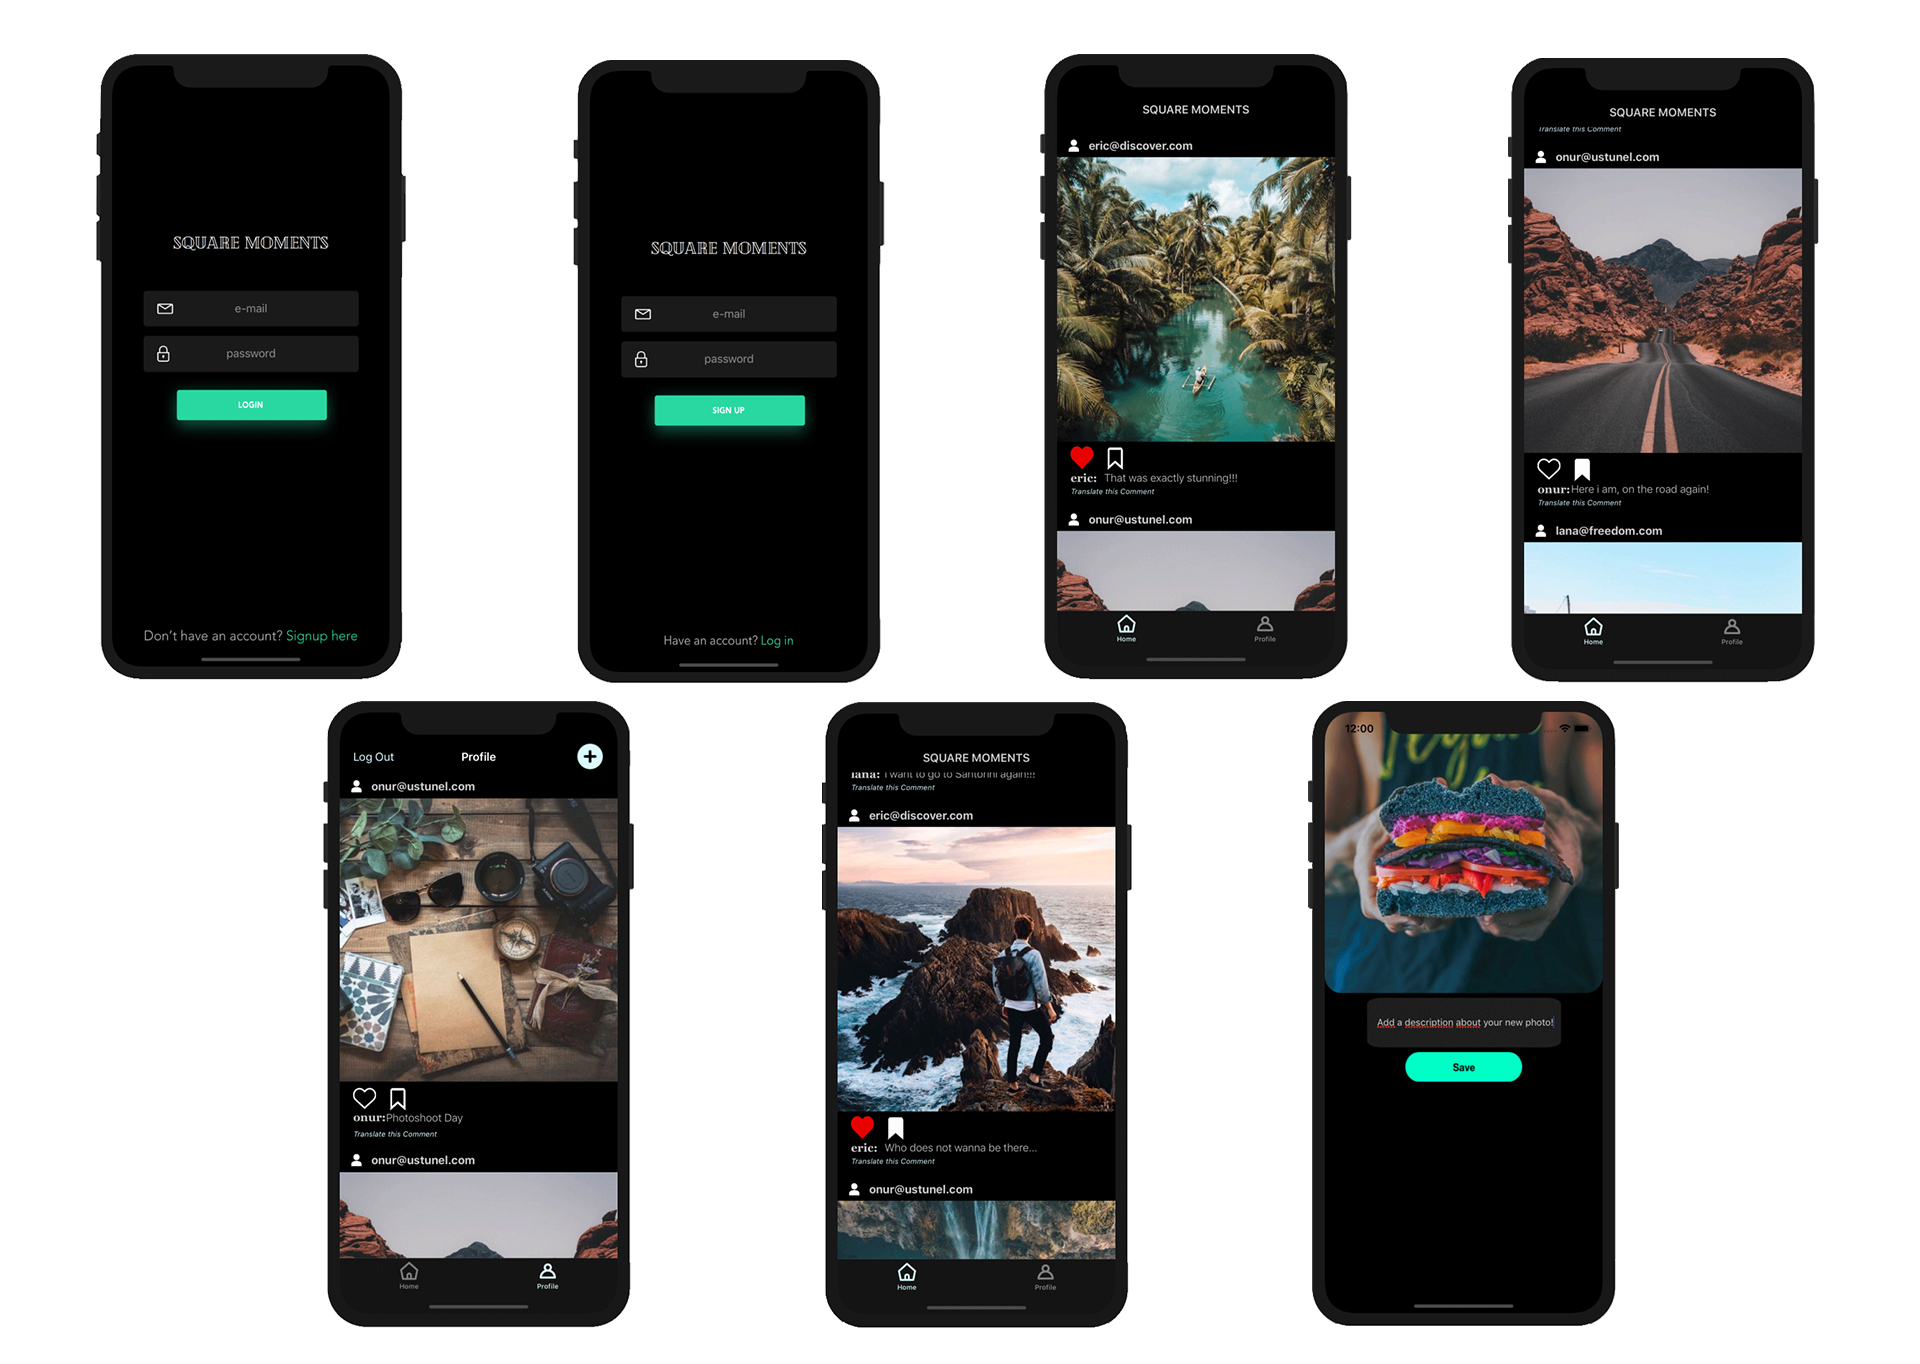 SQUARE MOMENTS
e-mail
password
LOGIN
Don't have an account? Signup here
SQUARE MOMENTS
e-mail
password
SIGN UP
Have an account? Log in
SQUARE MOMENTS
eric@discover.com
eric: That was exactly stunning!!!
Translate this Comment
onur@ustunel.com
Home Profile
SQUARE MOMENTS
Translate this Comment
onur@ustunel.com
onur:Here i am, on the road again!
Translate this Comment
lana@freedom.com
Home Profile
Log Out Profile
onur@ustunel.com
onur:Photoshoot Day
Translate this Comment
onur@ustunel.com
Home Profile
SQUARE MOMENTS
lana: I want to go to Santorini again!!!
Translate this Comment
eric@discover.com
eric: Who does not wanna be there...
Translate this Comment
onur@ustunel.com
Home Profile
12:00
Add a description about your new photo!
Save